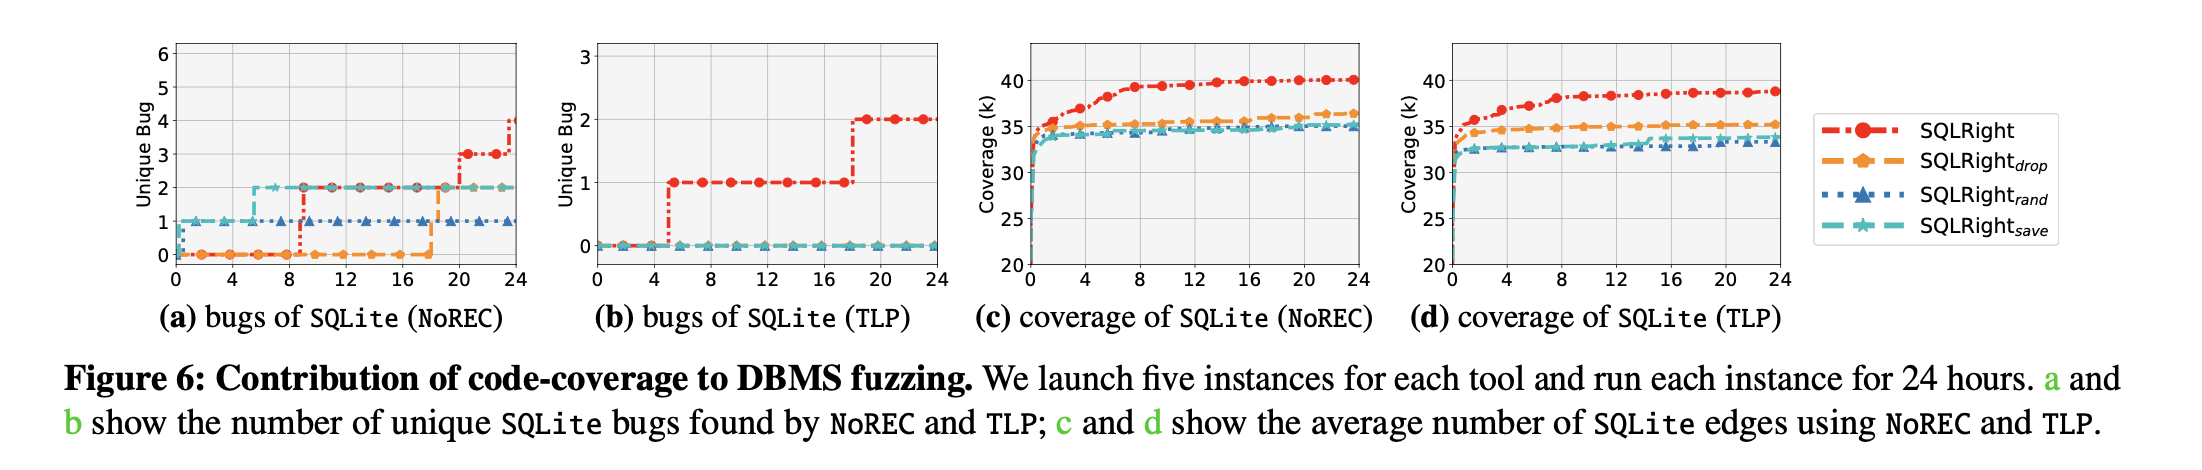 6
5
4
3
2
1
0
Unique Bug
0 4 8 12 16 20 24
(a) bugs of SQLite (NoREC)
3
2
1
0
Unique Bug
0 4 8 12 16 20 24
(b) bugs of SQLite (TLP)
40
35
30
25
20
Coverage (k)
0 4 8 12 16 20 24
(c) coverage of SQLite (NoREC)
40
35
30
25
20
Coverage (k)
0 4 8 12 16 20 24
(d) coverage of SQLite (TLP)
SQLRight
SQLRightdrop
SQLRightrand
SQLRightsave
Figure 6: Contribution of code-coverage to DBMS fuzzing. We launch five instances for each tool and run each instance for 24 hours. a and
b show the number of unique SQLite bugs found by NoREC and TLP; c and d show the average number of SQLite edges using NoREC and TLP.